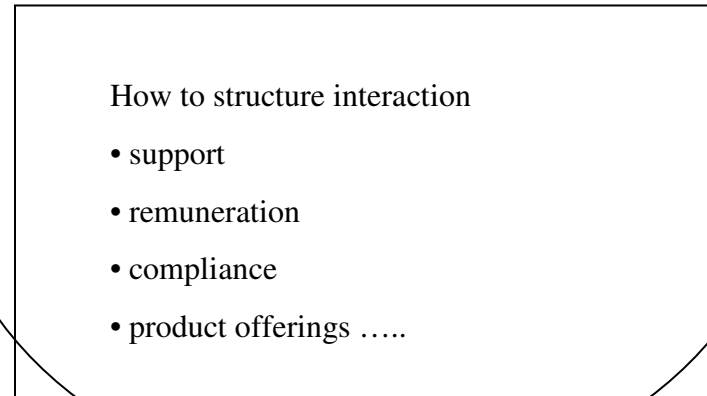 How to structure interaction
• support
• remuneration
• compliance
• product offerings …..